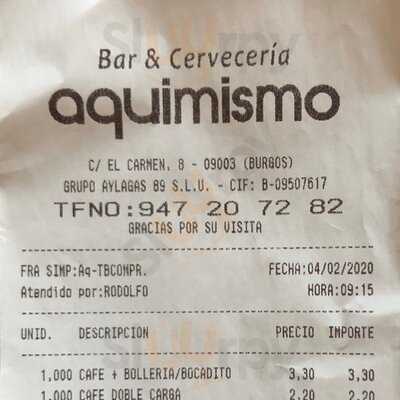 Bar & Cervecería
aquimismo
C/ EL CARMEN, 8 - 09003 (BURGOS)
GRUPO AYLAGAS 89 S.L.U. - CIF: B-09507617
TFNO:947 20 72 82
GRACIAS POR SU VISITA
FRA SIMP:Aq-TBCOMPR. FECHA:04/02/2020
Atendido por:RODOLFO HORA:09:15
UNID. DESCRIPCION PRECIO IMPORTE
1,000 CAFE + BOLLERIA/BOCADITO 3,30 3,30
1,000 CAFE DOBLE CARGA 2,20 2,20